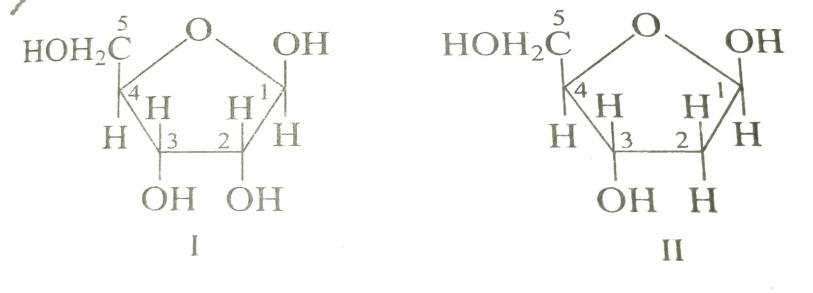 5 5
HOH₂C O OH HOH₂C O OH
4 H H 1 4 H H 1
H 3 2 H H 3 2 H
OH OH OH H
I II